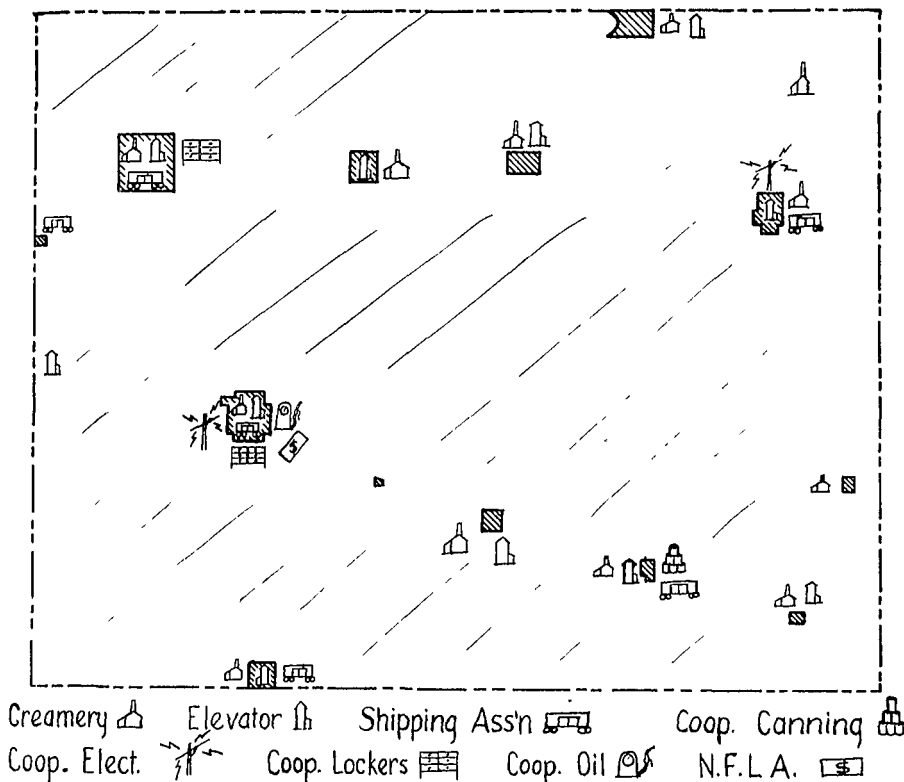 Creamery Elevator Shipping Ass'n Coop. Canning
Coop. Elect. Coop. Lockers Coop. Oil N.F.L.A. $